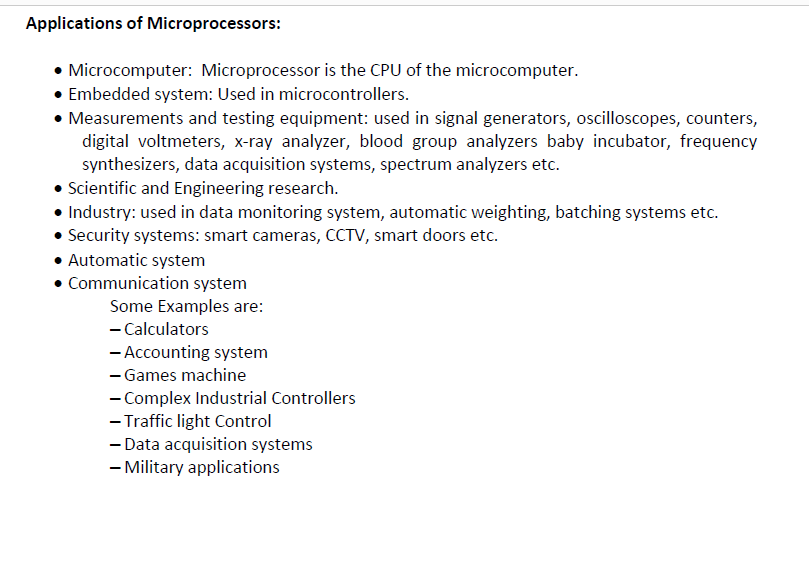 Applications of Microprocessors:
• Microcomputer: Microprocessor is the CPU of the microcomputer.
• Embedded system: Used in microcontrollers.
• Measurements and testing equipment: used in signal generators, oscilloscopes, counters,
digital voltmeters, x-ray analyzer, blood group analyzers baby incubator, frequency
synthesizers, data acquisition systems, spectrum analyzers etc.
• Scientific and Engineering research.
• Industry: used in data monitoring system, automatic weighting, batching systems etc.
• Security systems: smart cameras, CCTV, smart doors etc.
• Automatic system
• Communication system
Some Examples are:
– Calculators
– Accounting system
– Games machine
– Complex Industrial Controllers
– Traffic light Control
– Data acquisition systems
– Military applications